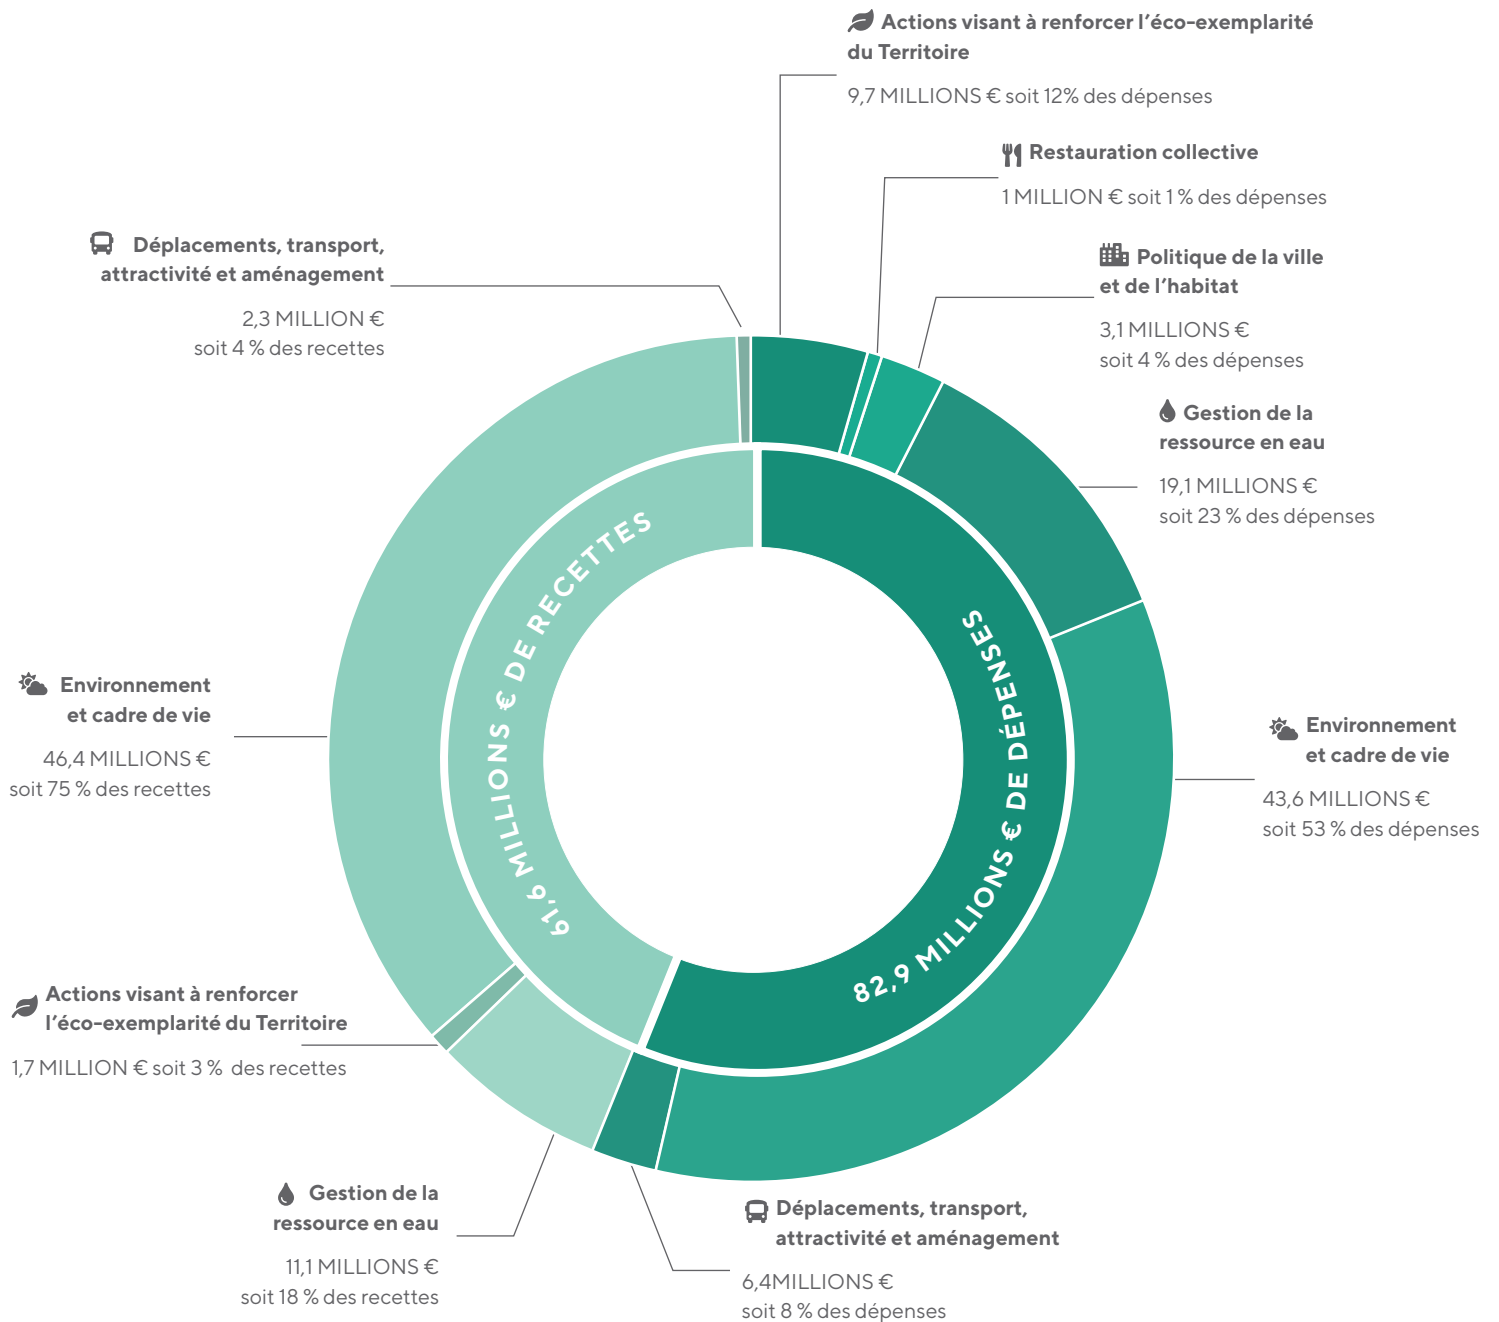 Actions visant à renforcer l’éco-exemplarité
du Territoire
9,7 MILLIONS € soit 12% des dépenses
Restauration collective
1 MILLION € soit 1 % des dépenses
Politique de la ville
et de l’habitat
3,1 MILLIONS €
soit 4 % des dépenses
Gestion de la
ressource en eau
19,1 MILLIONS €
soit 23 % des dépenses
Environnement
et cadre de vie
43,6 MILLIONS €
soit 53 % des dépenses
Déplacements, transport,
attractivité et aménagement
6,4MILLIONS €
soit 8 % des dépenses
82,9 MILLIONS € DE DÉPENSES
Déplacements, transport,
attractivité et aménagement
2,3 MILLION €
soit 4 % des recettes
Environnement
et cadre de vie
46,4 MILLIONS €
soit 75 % des recettes
Actions visant à renforcer
l’éco-exemplarité du Territoire
1,7 MILLION € soit 3 % des recettes
Gestion de la
ressource en eau
11,1 MILLIONS €
soit 18 % des recettes
61,6 MILLIONS € DE RECETTES